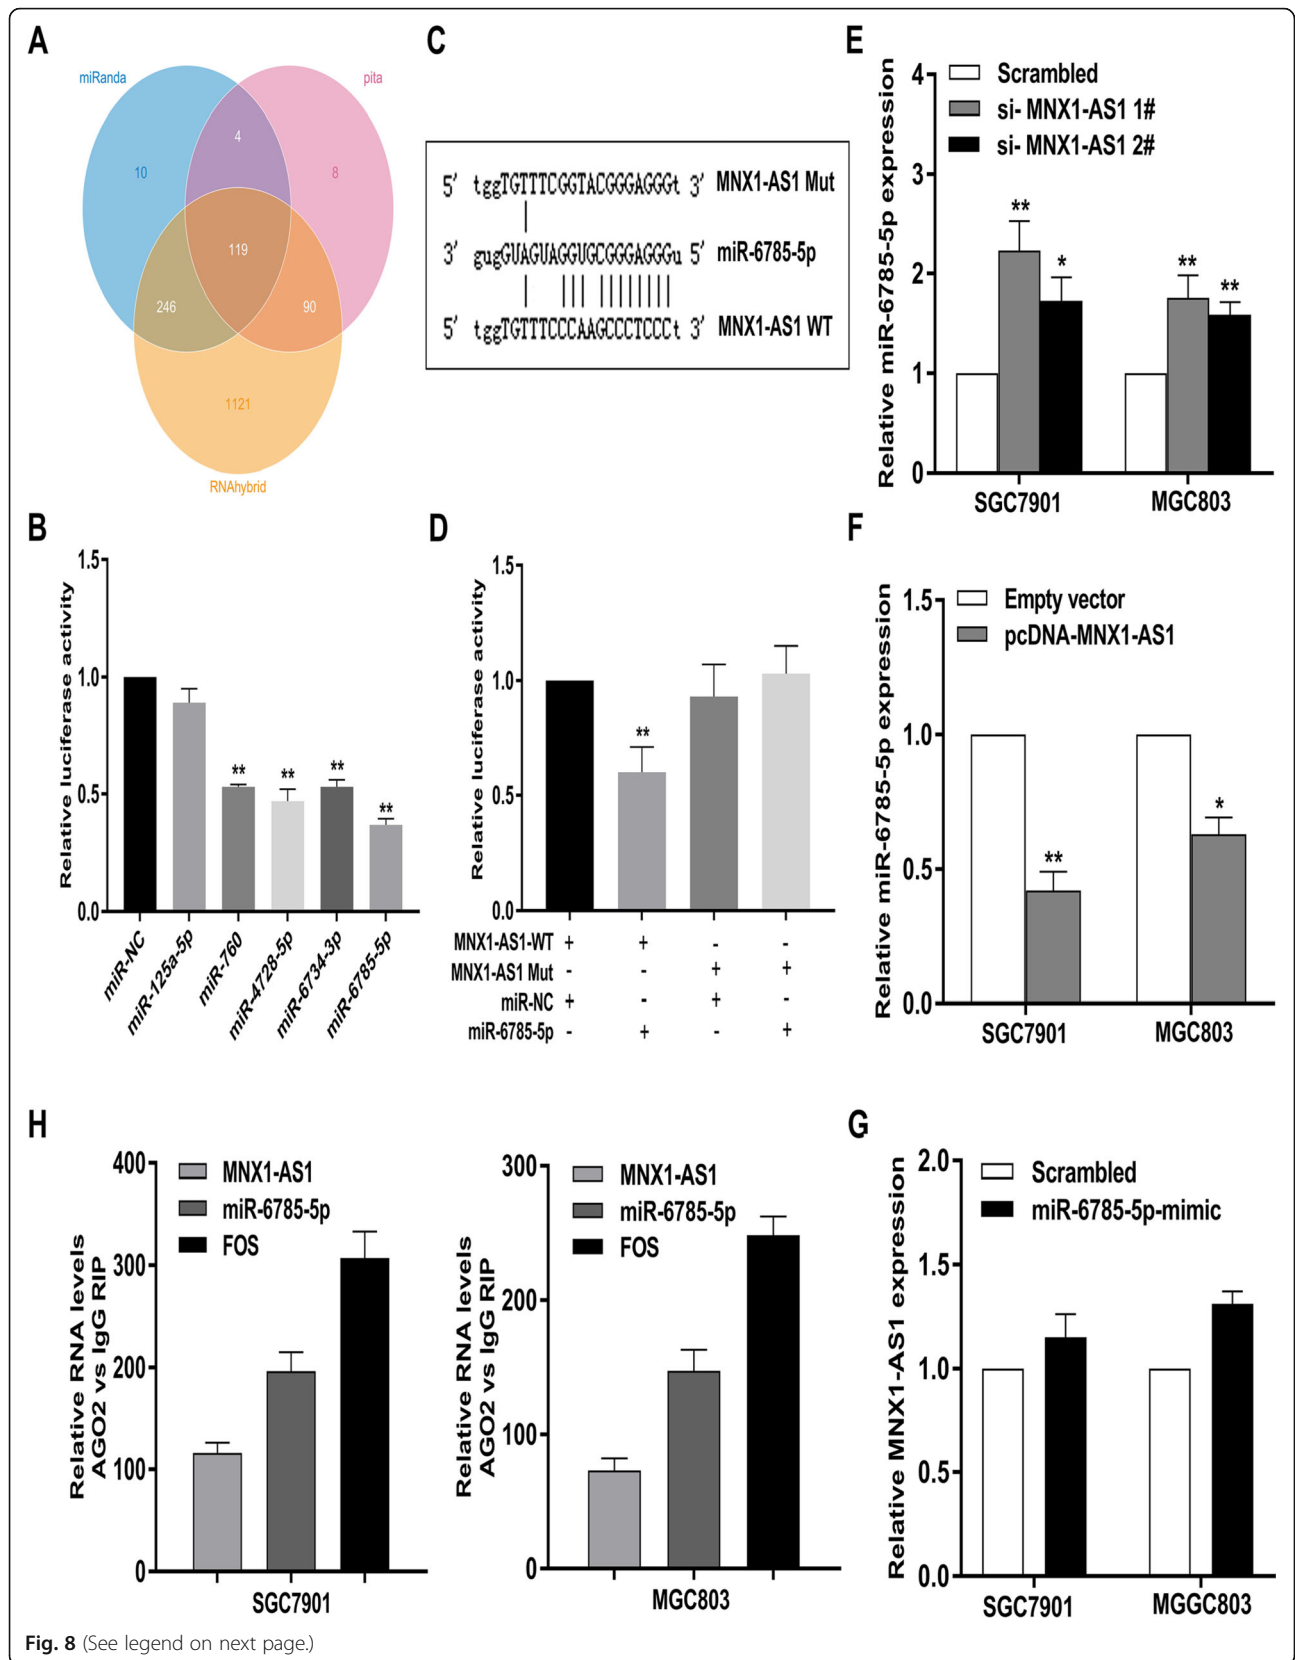 A
miRanda
pita
4
10
8
119
246
90
1121
RNAhybrid
B
Relative luciferase activity
1.5
1.0
0.5
0.0
**
**
**
**
miR-NC
miR-125a-5p
miR-760
miR-4728-5p
miR-6734-3p
miR-6785-5p
C
5' tggTGTTTCGGTACGGGAGGGt 3' MNX1-AS1 Mut
3' gugGUAGUAGGUGCGGGAGGGu 5' miR-6785-5p
5' tggTGTTTCCCAAGCCCTCCCt 3' MNX1-AS1 WT
D
Relative luciferase activity
1.5
1.0
0.5
0.0
**
MNX1-AS1-WT + + - -
MNX1-AS1 Mut - - + +
miR-NC + - + -
miR-6785-5p - + - +
E
Relative miR-6785-5p expression
4
3
2
1
0
Scrambled
si- MNX1-AS1 1#
si- MNX1-AS1 2#
**
*
**
**
SGC7901
MGC803
F
Relative miR-6785-5p expression
1.5
1.0
0.5
0.0
Empty vector
pcDNA-MNX1-AS1
**
*
SGC7901
MGC803
H
Relative RNA levels
AGO2 vs IgG RIP
400
300
200
100
0
MNX1-AS1
miR-6785-5p
FOS
SGC7901
Relative RNA levels
AGO2 vs IgG RIP
300
200
100
0
MNX1-AS1
miR-6785-5p
FOS
MGC803
G
Relative MNX1-AS1 expression
2.0
1.5
1.0
0.5
0.0
Scrambled
miR-6785-5p-mimic
SGC7901
MGGC803
Fig. 8 (See legend on next page.)